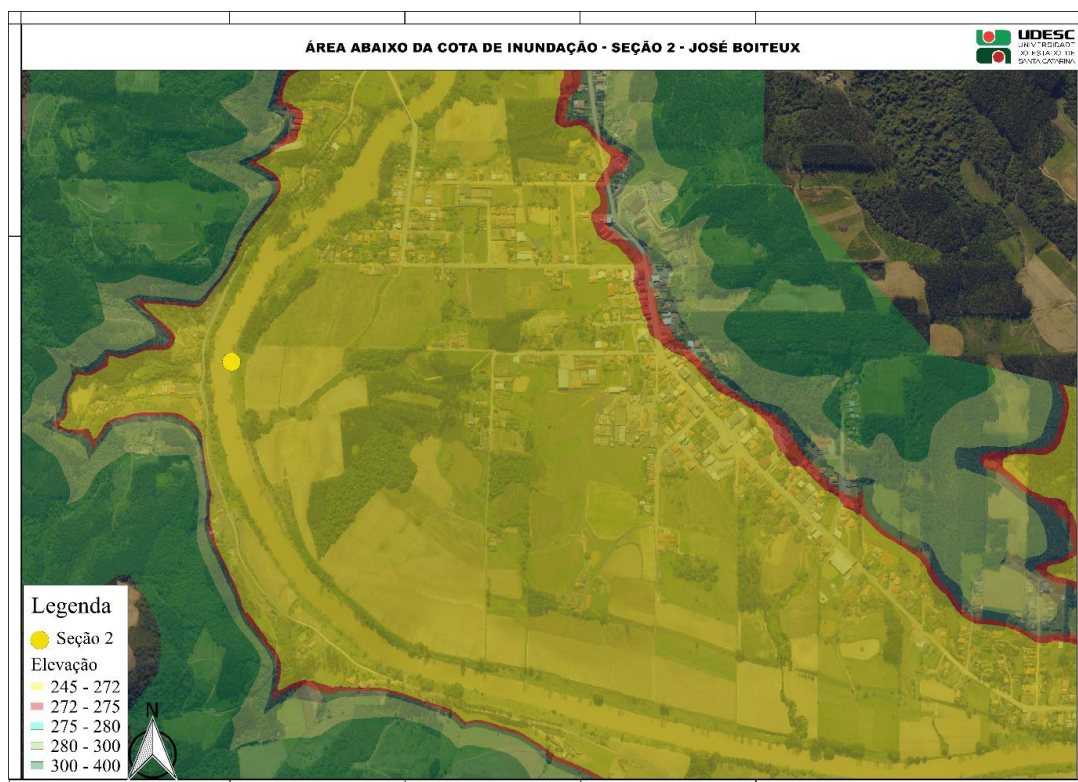 ÁREA ABAIXO DA COTA DE INUNDAÇÃO - SEÇÃO 2 - JOSÉ BOITEUX
UDESC
UNIVERSIDADE
DO ESTADO DE
SANTA CATARINA
Legenda
Seção 2
Elevação
245 - 272
272 - 275
275 - 280
280 - 300
300 - 400
N